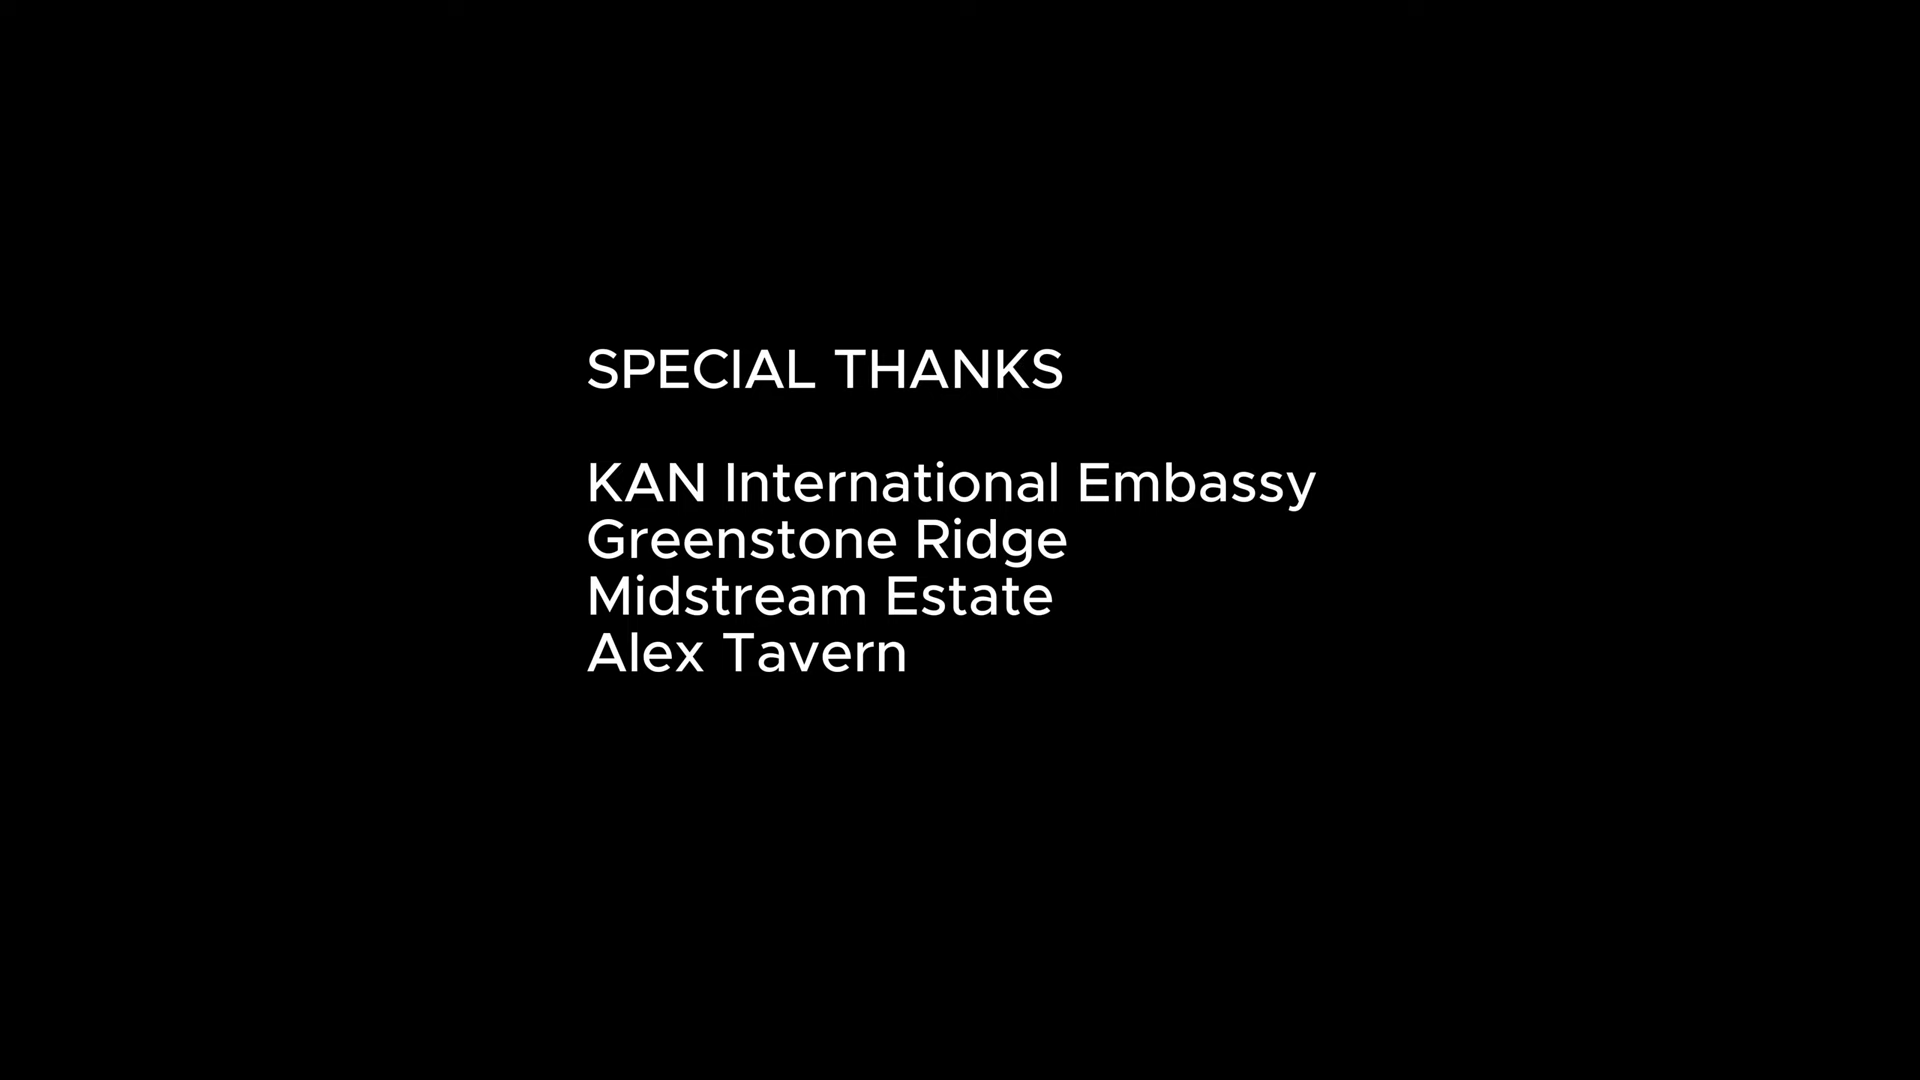 SPECIAL THANKS
KAN International Embassy
Greenstone Ridge
Midstream Estate
Alex Tavern